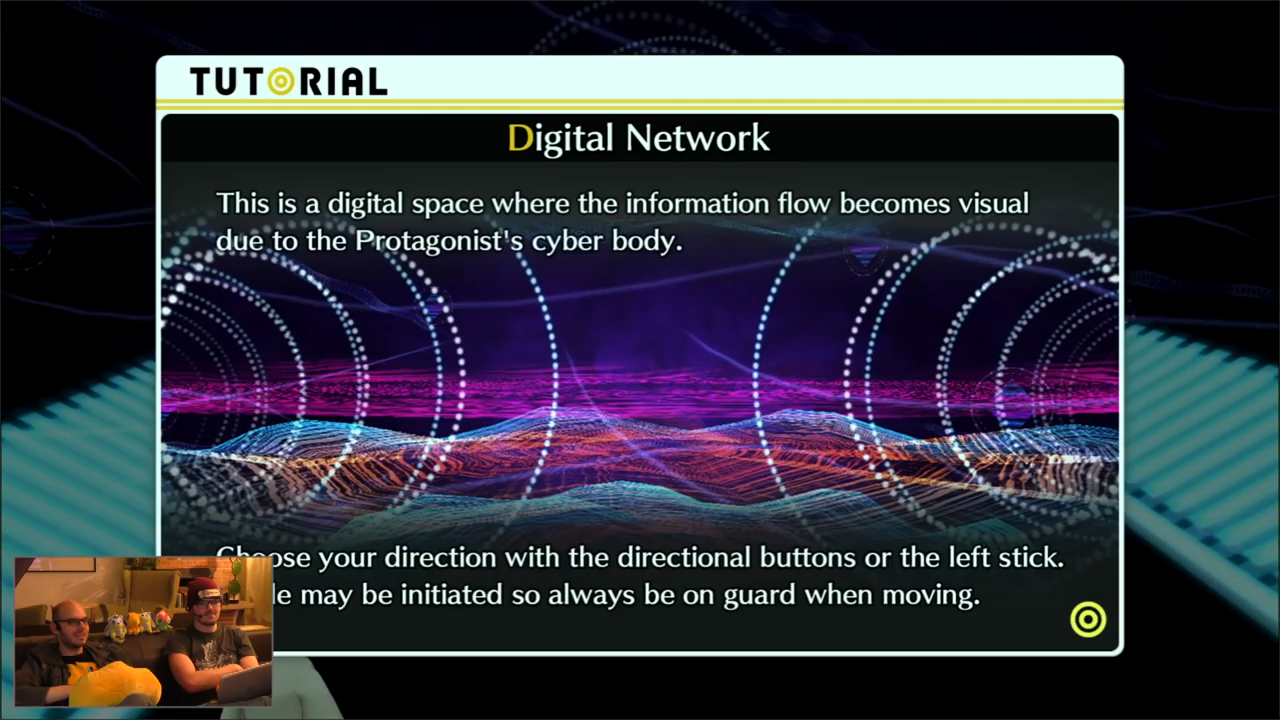 TUTORIAL
Digital Network
This is a digital space where the information flow becomes visual
due to the Protagonist's cyber body.
your direction with the directional buttons or the left stick.
may be initiated so always be on guard when moving.